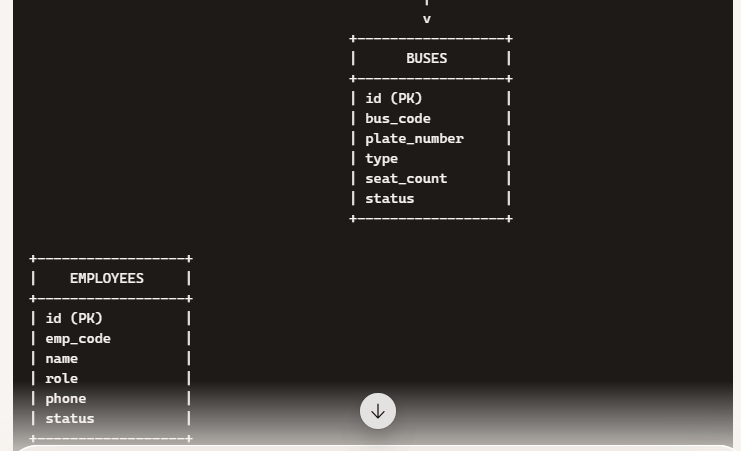 v
+------------------+
|      BUSES       |
+------------------+
| id (PK)          |
| bus_code         |
| plate_number     |
| type             |
| seat_count       |
| status           |
+------------------+
+------------------+
|    EMPLOYEES     |
+------------------+
| id (PK)          |
| emp_code         |
| name             |
| role             |
| phone            |
| status           |
+------------------+